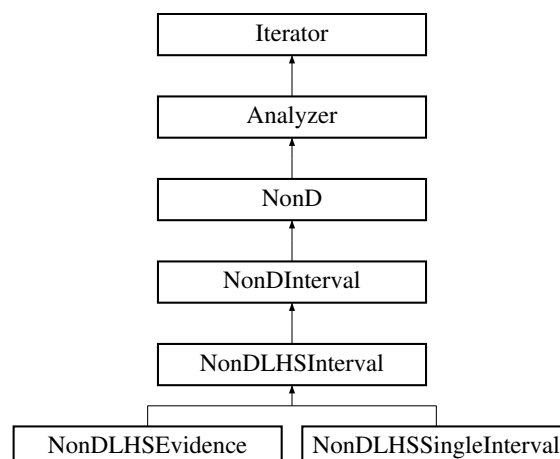 Iterator
Analyzer
NonD
NonDInterval
NonDLHSInterval
NonDLHSEvidence NonDLHSSingleInterval